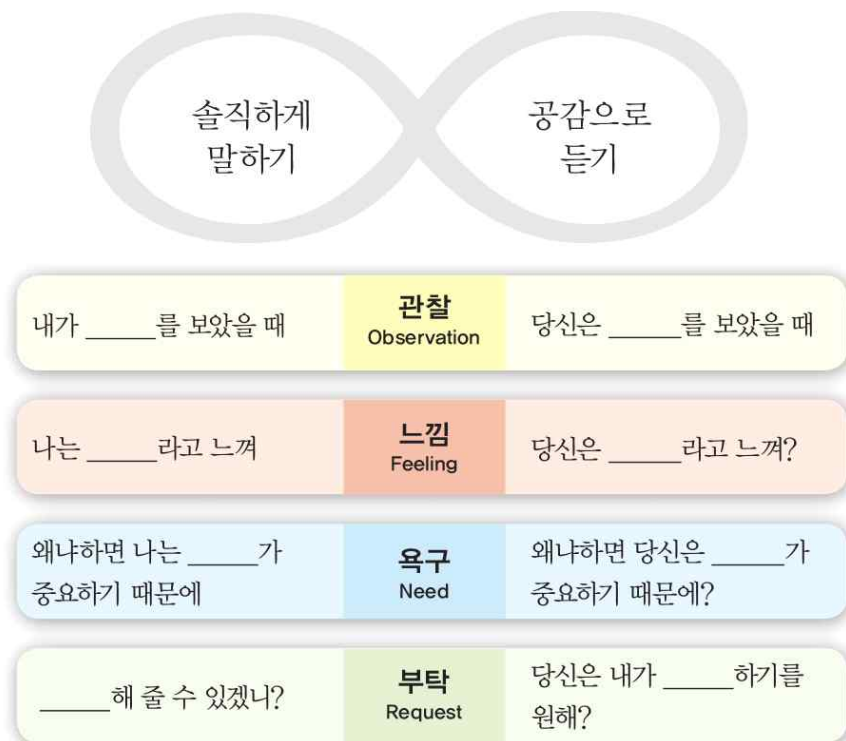 솔직하게
말하기
공감으로
듣기
내가 _____를 보았을 때
관찰
Observation
당신은 _____를 보았을 때
나는 _____라고 느껴
느낌
Feeling
당신은 _____라고 느껴?
왜냐하면 나는 _____가
중요하기 때문에
욕구
Need
왜냐하면 당신은 _____가
중요하기 때문에?
_____해 줄 수 있겠니?
부탁
Request
당신은 내가 _____하기를
원해?